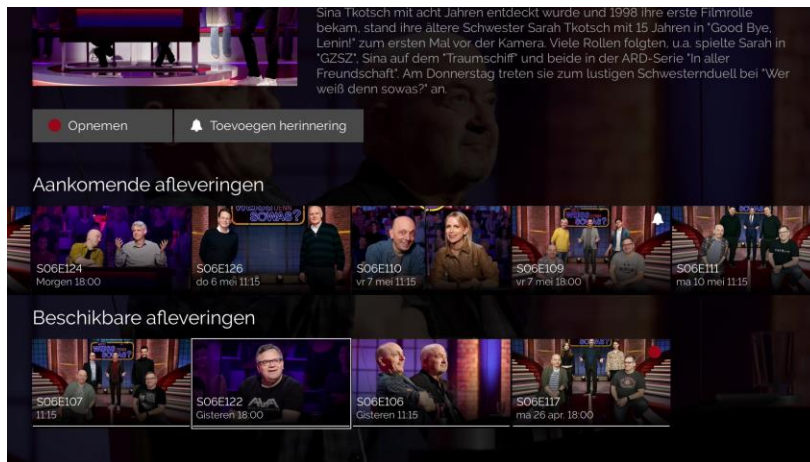 Sina Tkotsch mit acht Jahren entdeckt wurde und 1998 ihre erste Filmrolle
bekam, stand ihre ältere Schwester Sarah Tkotsch mit 15 Jahren in "Good Bye,
Lenin!" zum ersten Mal vor der Kamera. Viele Rollen folgten, u.a. spielte Sarah in
"GZSZ", Sina auf dem "Traumschiff" und beide in der ARD-Serie "In aller
Freundschaft". Am Donnerstag treten sie zum lustigen Schwesternduell bei "Wer
weiß denn sowas?" an.
Opnemen
Toevoegen herinnering
Aankomende afleveringen
SOWAS?
S06E124
Morgen 18:00
S06E126
do 6 mei 11:15
S06E110
vr 7 mei 11:15
S06E109
vr 7 mei 18:00
S06E111
ma 10 mei 11:15
Beschikbare afleveringen
S06E107
11:15
S06E122
Gisteren 18:00
S06E106
Gisteren 11:15
S06E117
ma 26 apr. 18:00